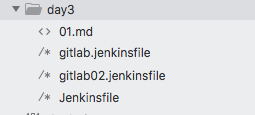 day3
<> 01.md
/* gitlab.jenkinsfile
/* gitlab02.jenkinsfile
/* Jenkinsfile